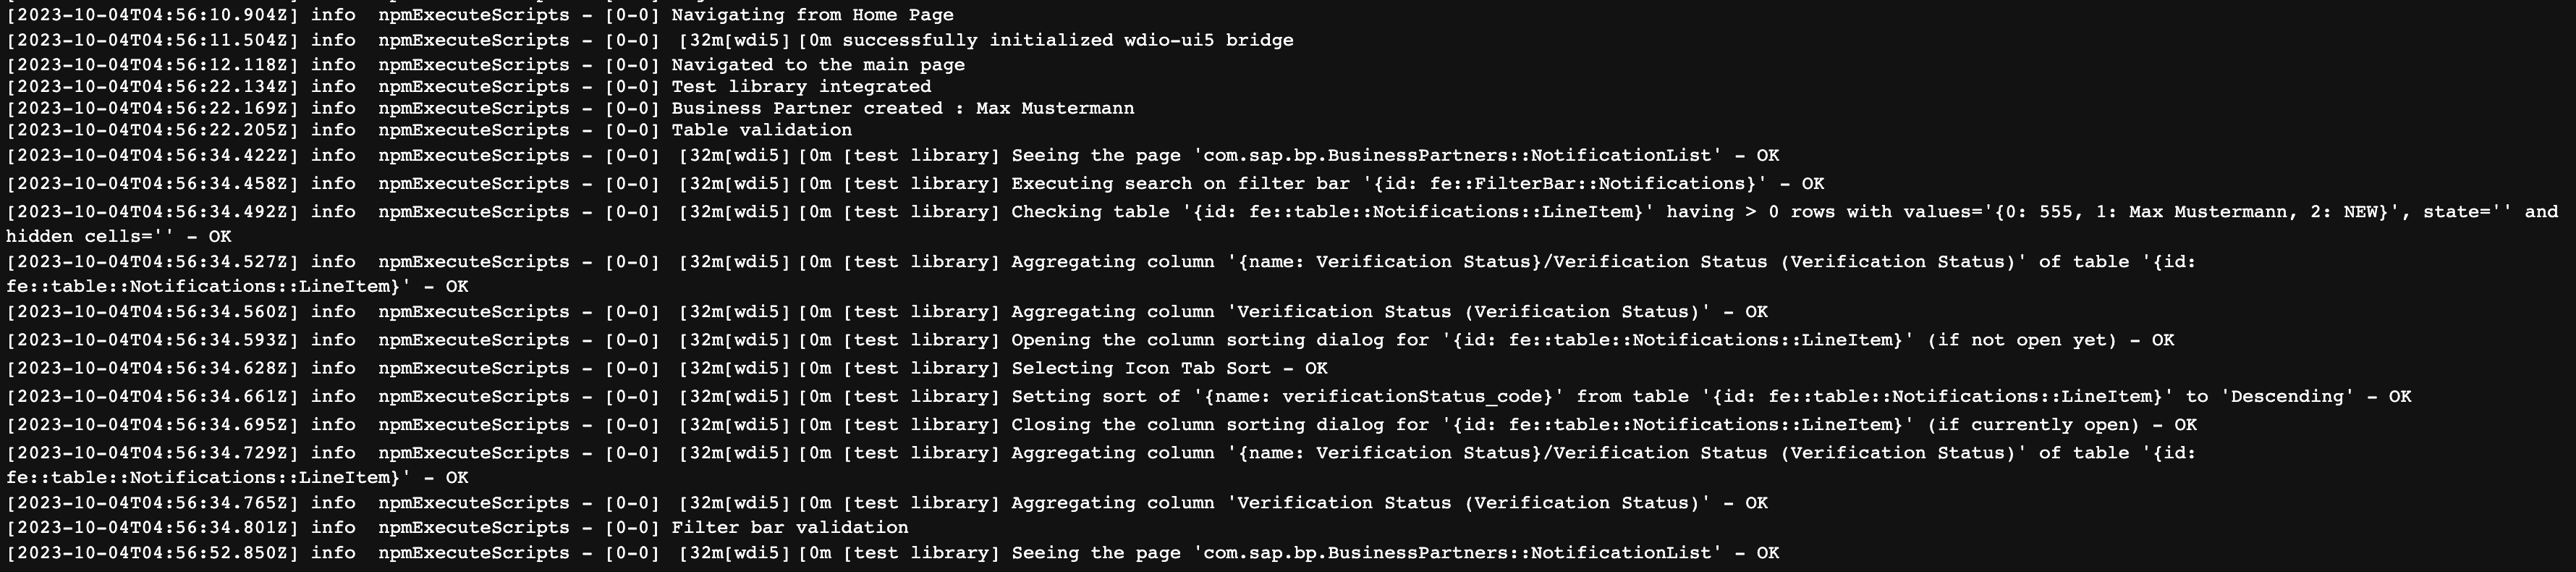 [2023-10-04T04:56:10.904Z] info  npmExecuteScripts - [0-0] Navigating from Home Page
[2023-10-04T04:56:11.504Z] info  npmExecuteScripts - [0-0] [32m[wdi5] [0m successfully initialized wdio-ui5 bridge
[2023-10-04T04:56:12.118Z] info  npmExecuteScripts - [0-0] Navigated to the main page
[2023-10-04T04:56:22.134Z] info  npmExecuteScripts - [0-0] Test library integrated
[2023-10-04T04:56:22.169Z] info  npmExecuteScripts - [0-0] Business Partner created : Max Mustermann
[2023-10-04T04:56:22.205Z] info  npmExecuteScripts - [0-0] Table validation
[2023-10-04T04:56:34.422Z] info  npmExecuteScripts - [0-0] [32m[wdi5] [0m [test library] Seeing the page 'com.sap.bp.BusinessPartners::NotificationList' - OK
[2023-10-04T04:56:34.458Z] info  npmExecuteScripts - [0-0] [32m[wdi5] [0m [test library] Executing search on filter bar '{id: fe::FilterBar::Notifications}' - OK
[2023-10-04T04:56:34.492Z] info  npmExecuteScripts - [0-0] [32m[wdi5] [0m [test library] Checking table '{id: fe::table::Notifications::LineItem}' having > 0 rows with values='{0: 555, 1: Max Mustermann, 2: NEW}', state='' and
hidden cells='' - OK
[2023-10-04T04:56:34.527Z] info  npmExecuteScripts - [0-0] [32m[wdi5] [0m [test library] Aggregating column '{name: Verification Status}/Verification Status (Verification Status)' of table '{id:
fe::table::Notifications::LineItem}' - OK
[2023-10-04T04:56:34.560Z] info  npmExecuteScripts - [0-0] [32m[wdi5] [0m [test library] Aggregating column 'Verification Status (Verification Status)' - OK
[2023-10-04T04:56:34.593Z] info  npmExecuteScripts - [0-0] [32m[wdi5] [0m [test library] Opening the column sorting dialog for '{id: fe::table::Notifications::LineItem}' (if not open yet) - OK
[2023-10-04T04:56:34.628Z] info  npmExecuteScripts - [0-0] [32m[wdi5] [0m [test library] Selecting Icon Tab Sort - OK
[2023-10-04T04:56:34.661Z] info  npmExecuteScripts - [0-0] [32m[wdi5] [0m [test library] Setting sort of '{name: verificationStatus_code}' from table '{id: fe::table::Notifications::LineItem}' to 'Descending' - OK
[2023-10-04T04:56:34.695Z] info  npmExecuteScripts - [0-0] [32m[wdi5] [0m [test library] Closing the column sorting dialog for '{id: fe::table::Notifications::LineItem}' (if currently open) - OK
[2023-10-04T04:56:34.729Z] info  npmExecuteScripts - [0-0] [32m[wdi5] [0m [test library] Aggregating column '{name: Verification Status}/Verification Status (Verification Status)' of table '{id:
fe::table::Notifications::LineItem}' - OK
[2023-10-04T04:56:34.765Z] info  npmExecuteScripts - [0-0] [32m[wdi5] [0m [test library] Aggregating column 'Verification Status (Verification Status)' - OK
[2023-10-04T04:56:34.801Z] info  npmExecuteScripts - [0-0] Filter bar validation
[2023-10-04T04:56:52.850Z] info  npmExecuteScripts - [0-0] [32m[wdi5] [0m [test library] Seeing the page 'com.sap.bp.BusinessPartners::NotificationList' - OK